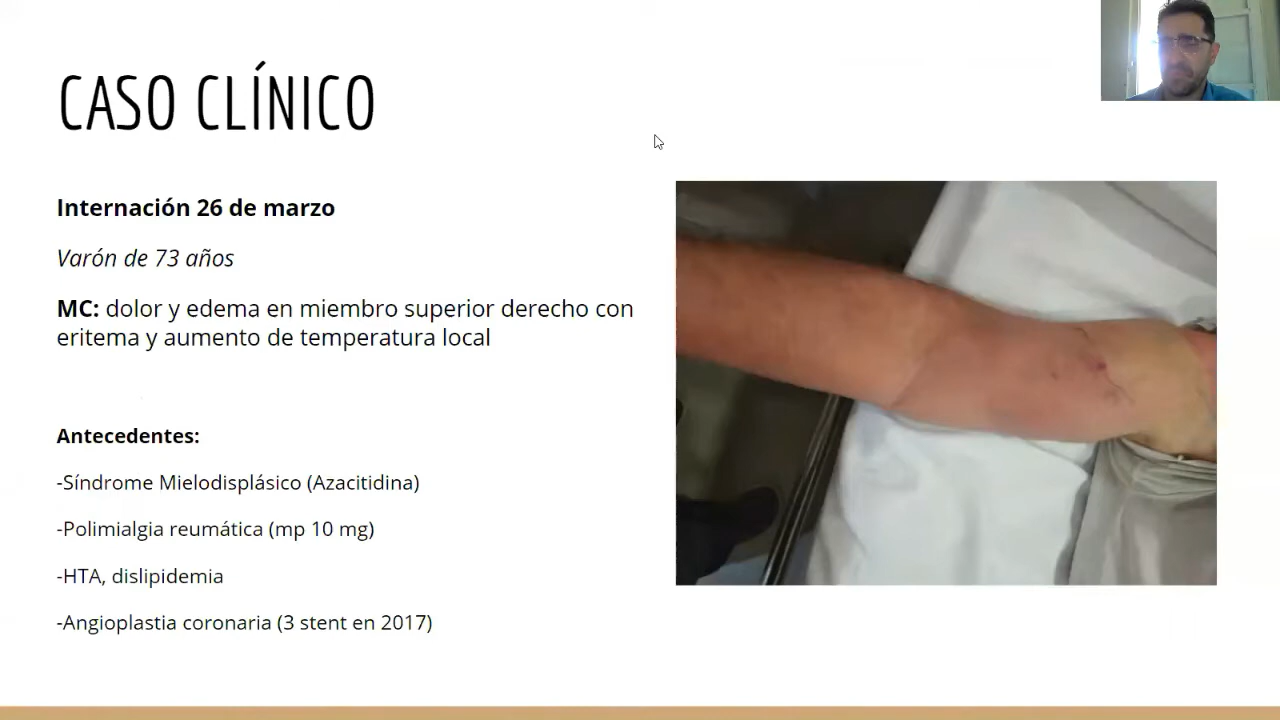 CASO CLÍNICO
Internación 26 de marzo
Varón de 73 años
MC: dolor y edema en miembro superior derecho con
eritema y aumento de temperatura local
Antecedentes:
-Síndrome Mielodisplásico (Azacitidina)
-Polimialgia reumática (mp 10 mg)
-HTA, dislipidemia
-Angioplastia coronaria (3 stent en 2017)